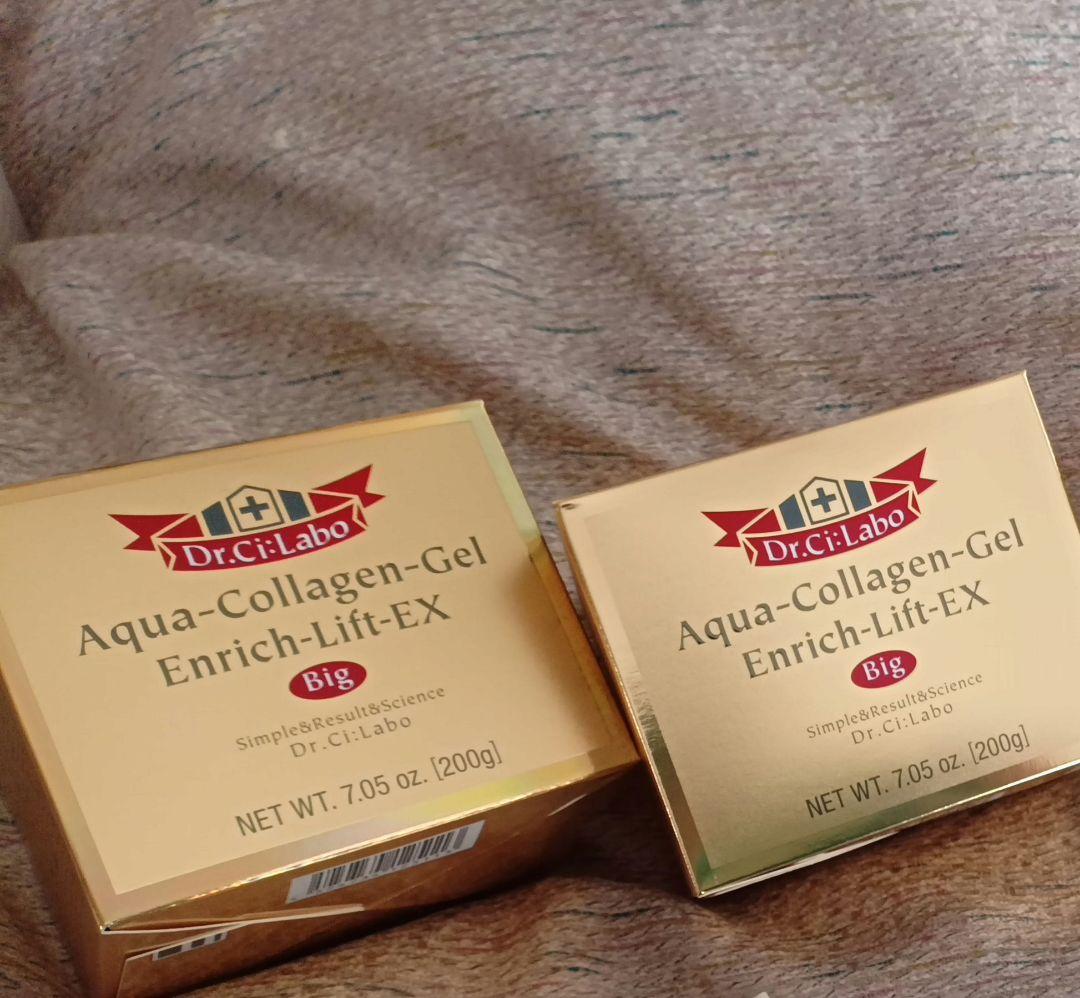 Dr.Ci:Labo
Aqua-Collagen-Gel
Enrich-Lift-EX
Big
Simple&Result&Science
Dr.Ci:Labo
NET WT. 7.05 oz. [200g]
Dr.Ci:Labo
Aqua-Collagen-Gel
Enrich-Lift-EX
Big
Simple&Result&Science
Dr.Ci:Labo
NET WT. 7.05 oz. [200g]